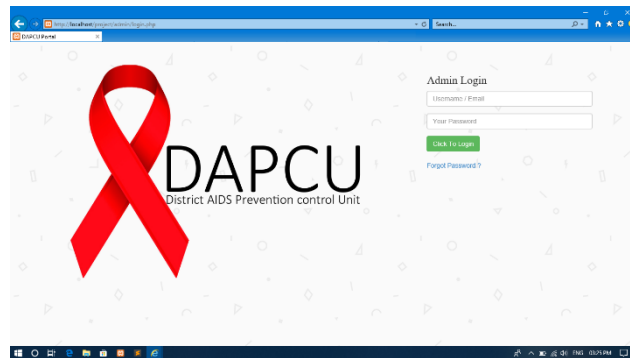 http://localhost/project/admin/login.php
Search...
DAPCU Portal
Admin Login
Username / Email
Your Password
Click To Login
Forgot Password ?
DAPCU
District AIDS Prevention control Unit
ENG 03:25 PM